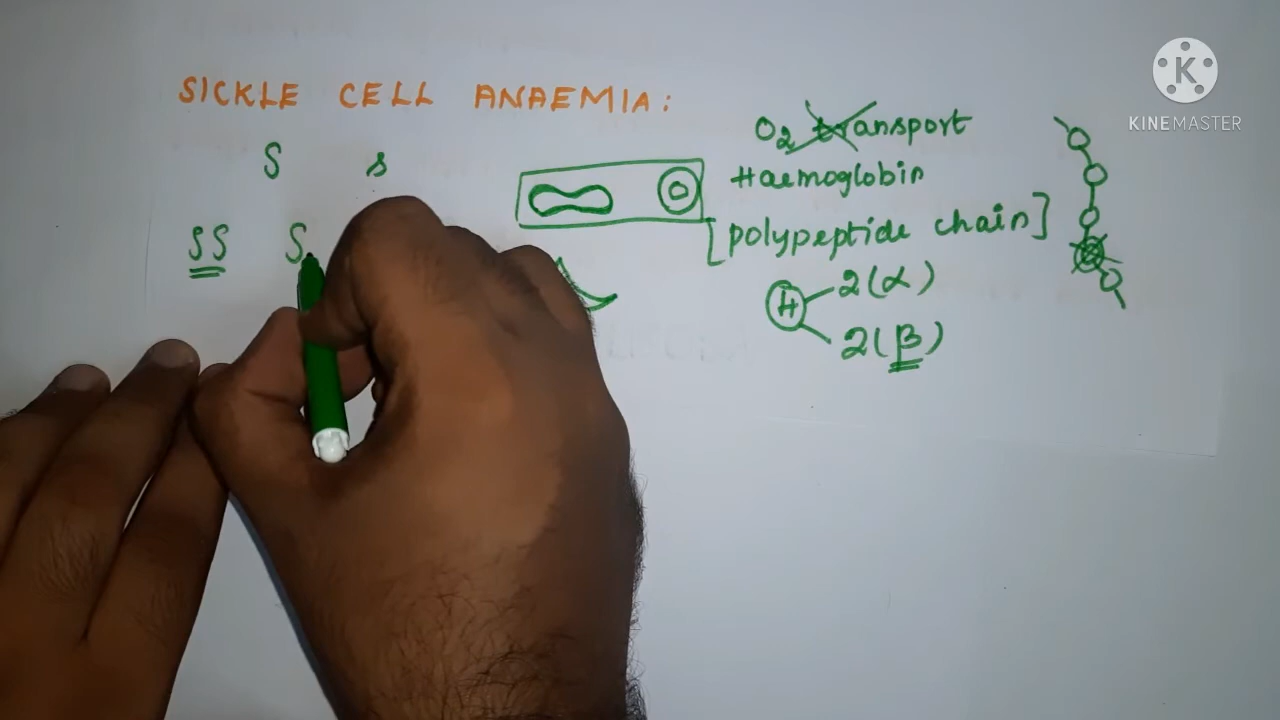 SICKLE CELL ANAEMIA:
S s
SS S
O2 transport
Haemoglobin
[polypeptide chain]
H 2(α)
2(β)
K
KINEMASTER